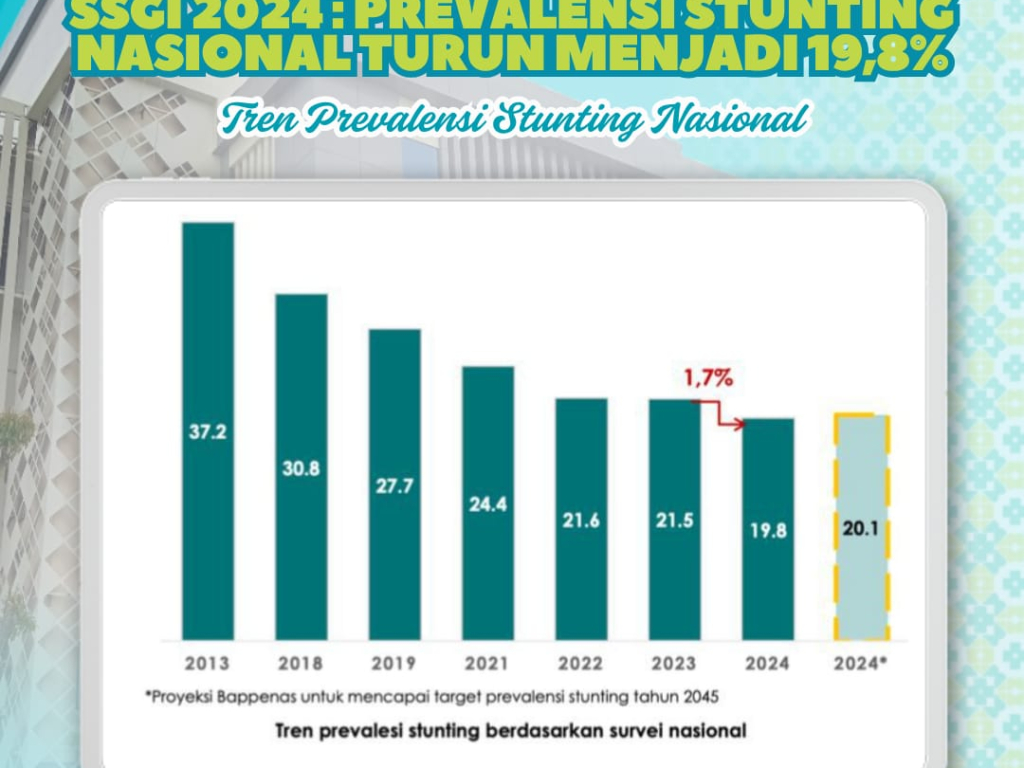 SSGI 2024 : PREVALENSI STUNTING
NASIONAL TURUN MENJADI 19,8%
Tren Prevalensi Stunting Nasional
1,7%
37.2
30.8
27.7
24.4
21.6
21.5
19.8
20.1
2013 2018 2019 2021 2022 2023 2024 2024*
*Proyeksi Bappenas untuk mencapai target prevalensi stunting tahun 2045
Tren prevalesi stunting berdasarkan survei nasional